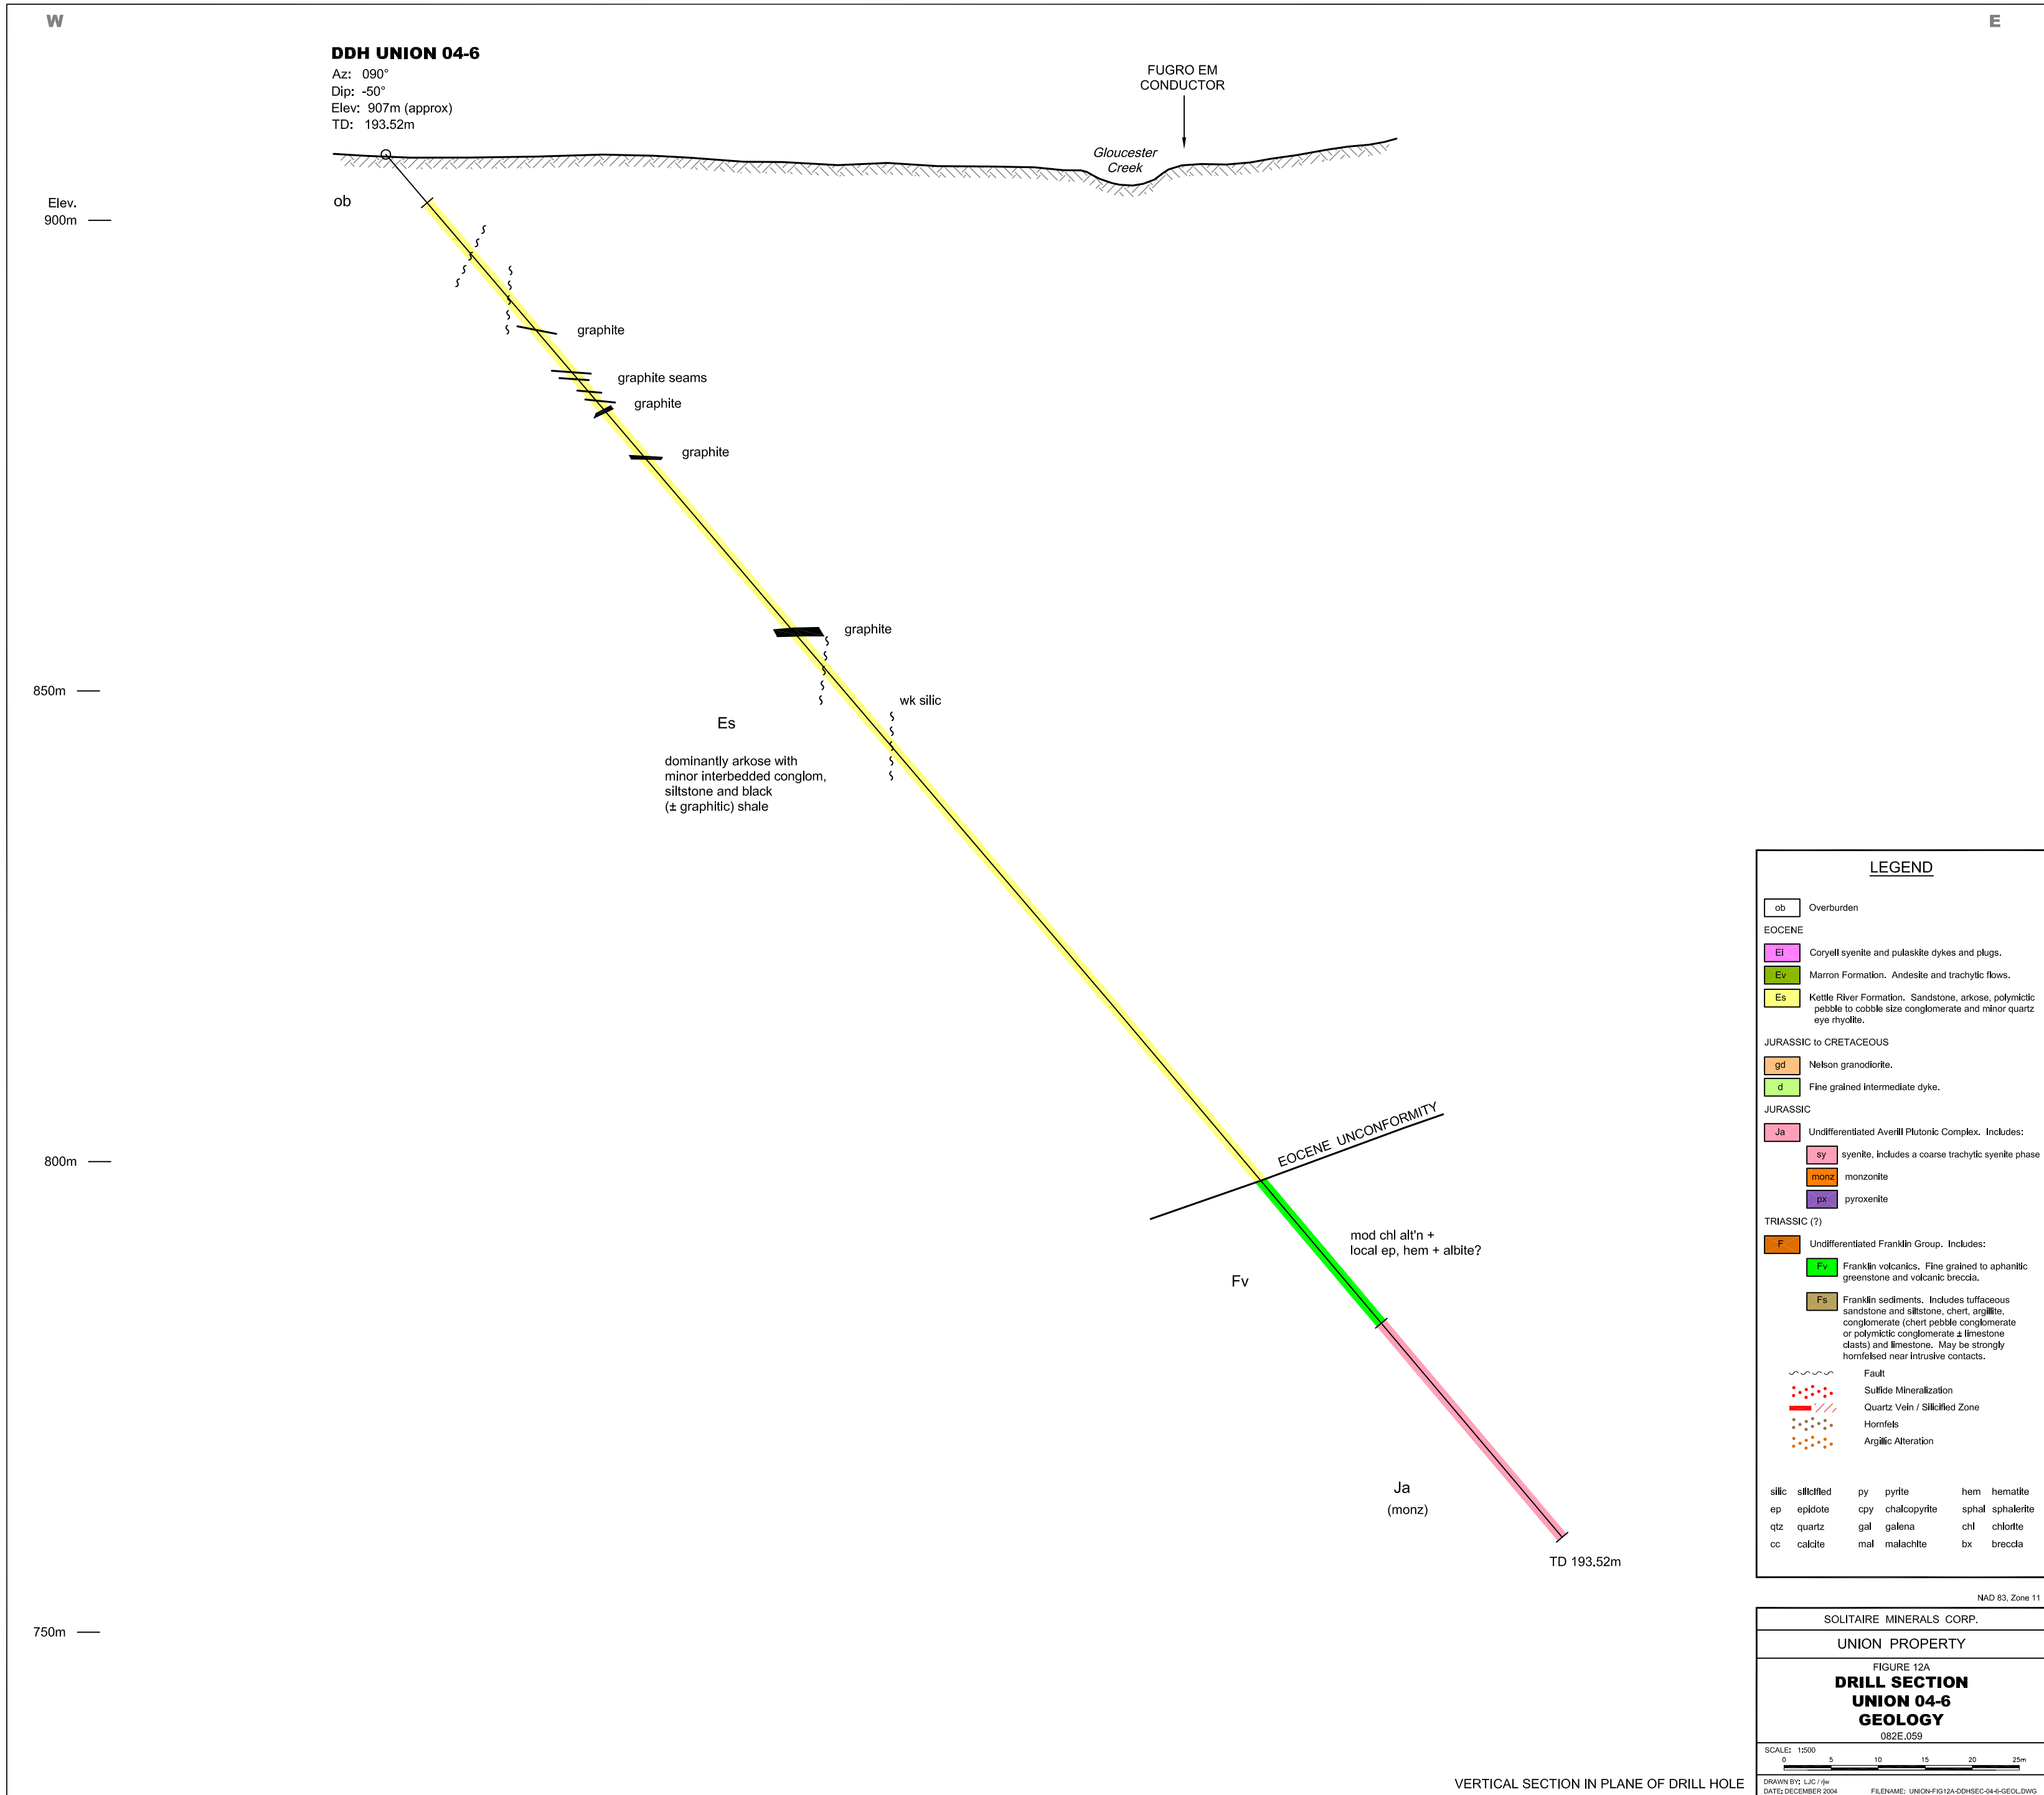 W
E
DDH UNION 04-6
Az: 090°
Dip: -50°
Elev: 907m (approx)
TD: 193.52m
FUGRO EM
CONDUCTOR
Gloucester
Creek
ob
Elev.
900m
graphite
graphite seams
graphite
graphite
graphite
850m
wk silic
Es
dominantly arkose with
minor interbedded conglom,
siltstone and black
(± graphitic) shale
800m
EOCENE UNCONFORMITY
mod chl alt'n +
local ep, hem + albite?
Fv
Ja
(monz)
TD 193.52m
750m
VERTICAL SECTION IN PLANE OF DRILL HOLE
LEGEND
ob Overburden
EOCENE
Ei Coryell syenite and pulaskite dykes and plugs.
Ev Marron Formation. Andesite and trachytic flows.
Es Kettle River Formation. Sandstone, arkose, polymictic
pebble to cobble size conglomerate and minor quartz
eye rhyolite.
JURASSIC to CRETACEOUS
gd Nelson granodiorite.
d Fine grained intermediate dyke.
JURASSIC
Ja Undifferentiated Averill Plutonic Complex. Includes:
sy syenite, includes a coarse trachytic syenite phase
monz monzonite
px pyroxenite
TRIASSIC (?)
F Undifferentiated Franklin Group. Includes:
Fv Franklin volcanics. Fine grained to aphanitic
greenstone and volcanic breccia.
Fs Franklin sediments. Includes tuffaceous
sandstone and siltstone, chert, argillite,
conglomerate (chert pebble conglomerate
or polymictic conglomerate ± limestone
clasts) and limestone. May be strongly
hornfelsed near intrusive contacts.
Fault
Sulfide Mineralization
Quartz Vein / Silicified Zone
Hornfels
Argillic Alteration
silic silicified py pyrite hem hematite
ep epidote cpy chalcopyrite sphal sphalerite
qtz quartz gal galena chl chlorite
cc calcite mal malachite bx breccia
NAD 83, Zone 11
SOLITAIRE MINERALS CORP.
UNION PROPERTY
FIGURE 12A
DRILL SECTION
UNION 04-6
GEOLOGY
082E.059
SCALE: 1:500
0 5 10 15 20 25m
DRAWN BY: LJC / rjw
DATE: DECEMBER 2004 FILENAME: UNION-FIG12A-DDHSEC-04-6-GEOL.DWG